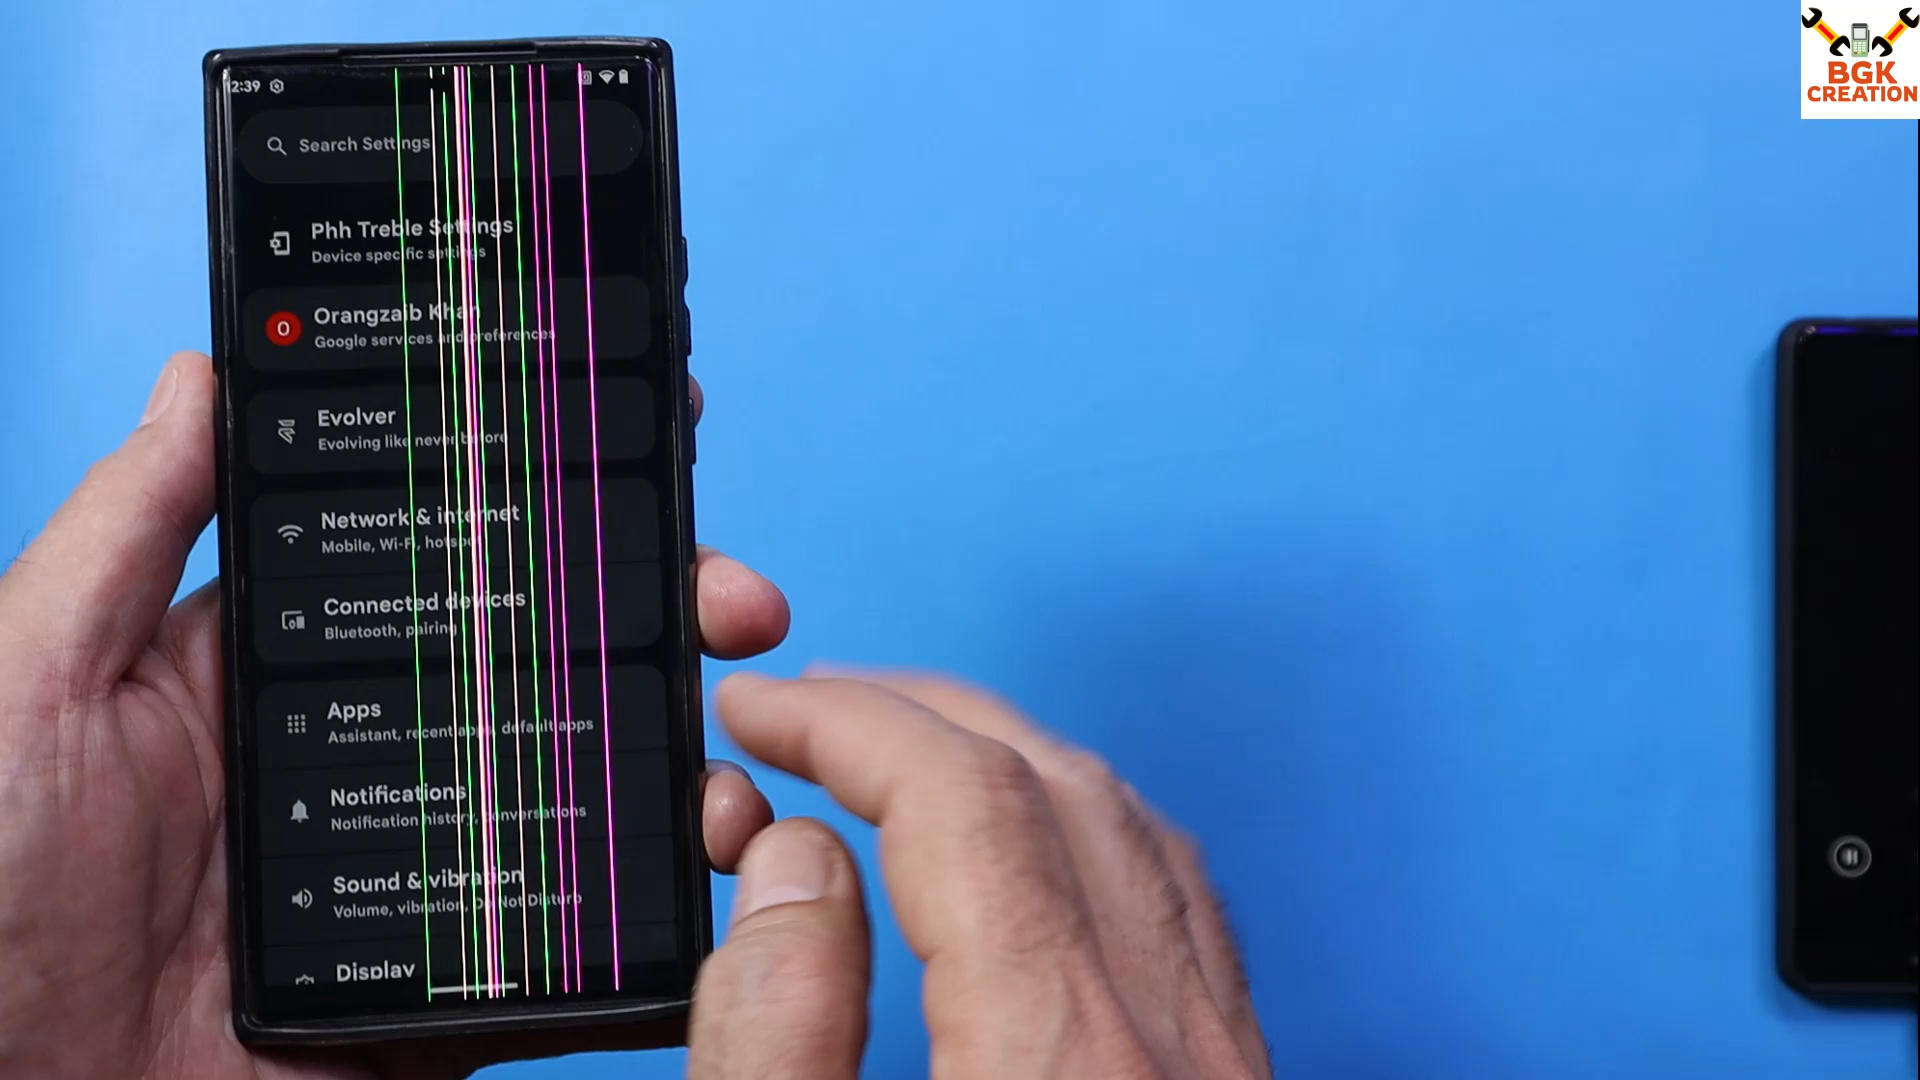 BGK
CREATION
12:39
Search Settings
Phh Treble Settings
Device specific settings
O
Orangzaib Khan
Google services and preferences
Evolver
Evolving like never before
Network & internet
Mobile, Wi-Fi, hotspot
Connected devices
Bluetooth, pairing
Apps
Assistant, recent apps, default apps
Notifications
Notification history, conversations
Sound & vibration
Volume, vibration, Do Not Disturb
Display